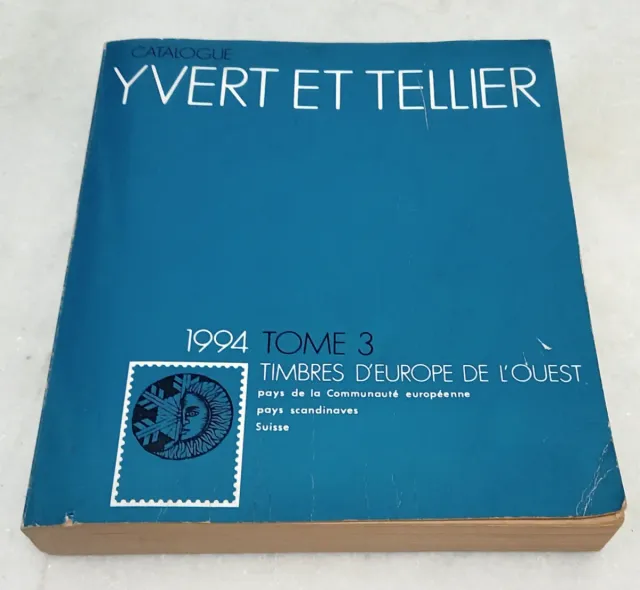 CATALOGUE
YVERT ET TELLIER
1994 TOME 3
TIMBRES D'EUROPE DE L'OUEST
pays de la Communauté européenne
pays scandinaves
Suisse